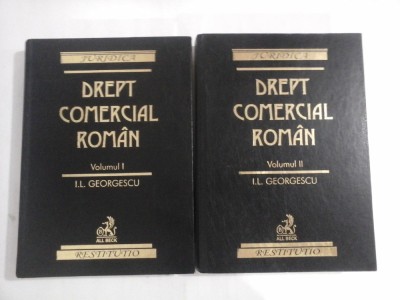 JURIDICA
DREPT
COMERCIAL
ROMÂN
Volumul I
I.L. GEORGESCU
ALL BECK
RESTITUTIO
JURIDICA
DREPT
COMERCIAL
ROMÂN
Volumul II
I.L. GEORGESCU
ALL BECK
RESTITUTIO